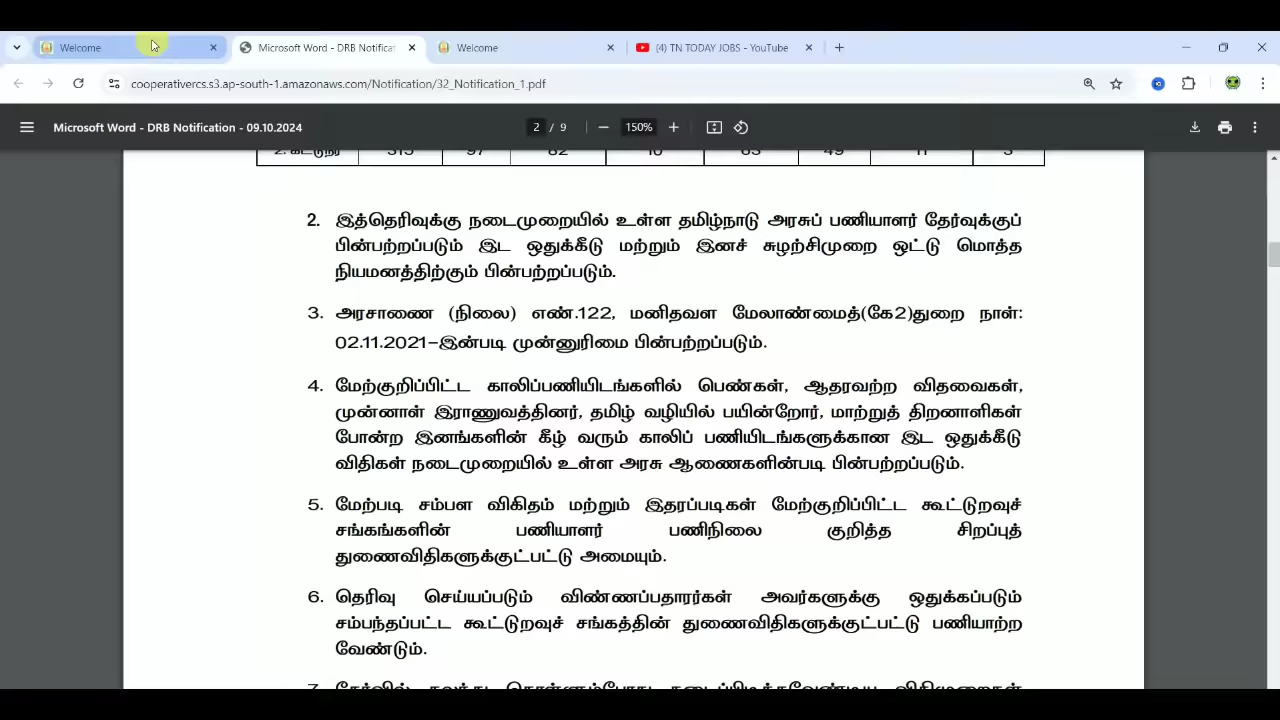 Welcome
Microsoft Word - DRB Notificat
Welcome
(4) TN TODAY JOBS - YouTube
cooperativercs.s3.ap-south-1.amazonaws.com/Notification/32_Notification_1.pdf
Microsoft Word - DRB Notification - 09.10.2024
2 / 9
150%
2. இத்தெரிவுக்கு நடைமுறையில் உள்ள தமிழ்நாடு அரசுப் பணியாளர் தேர்வுக்குப்
பின்பற்றப்படும் இட ஒதுக்கீடு மற்றும் இனச் சுழற்சிமுறை ஒட்டு மொத்த
நியமனத்திற்கும் பின்பற்றப்படும்.
3. அரசாணை (நிலை) எண்.122, மனிதவள மேலாண்மைத்(கே2)துறை நாள்:
02.11.2021-இன்படி முன்னுரிமை பின்பற்றப்படும்.
4. மேற்குறிப்பிட்ட காலிப்பணியிடங்களில் பெண்கள், ஆதரவற்ற விதவைகள்,
முன்னாள் இராணுவத்தினர், தமிழ் வழியில் பயின்றோர், மாற்றுத் திறனாளிகள்
போன்ற இனங்களின் கீழ் வரும் காலிப் பணியிடங்களுக்கான இட ஒதுக்கீடு
விதிகள் நடைமுறையில் உள்ள அரசு ஆணைகளின்படி பின்பற்றப்படும்.
5. மேற்படி சம்பள விகிதம் மற்றும் இதரப்படிகள் மேற்குறிப்பிட்ட கூட்டுறவுச்
சங்கங்களின் பணியாளர் பணிநிலை குறித்த சிறப்புத்
துணைவிதிகளுக்குட்பட்டு அமையும்.
6. தெரிவு செய்யப்படும் விண்ணப்பதாரர்கள் அவர்களுக்கு ஒதுக்கப்படும்
சம்பந்தப்பட்ட கூட்டுறவுச் சங்கத்தின் துணைவிதிகளுக்குட்பட்டு பணியாற்ற
வேண்டும்.